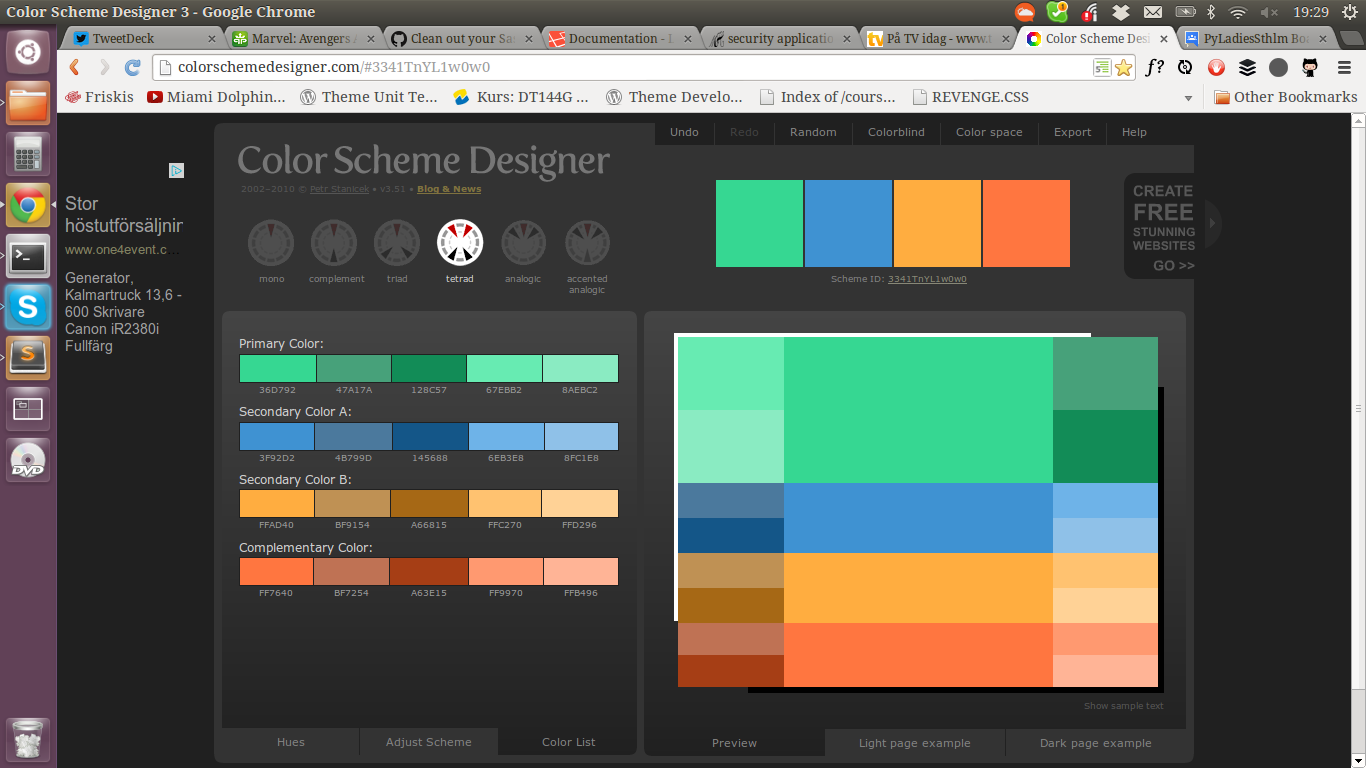 Color Scheme Designer 3 - Google Chrome
19:29
TweetDeck
Marvel: Avengers
Clean out your Sa
Documentation - L
security application
På TV idag - www.t
Color Scheme Des
PyLadiesSthlm Boa
colorschemedesigner.com/#3341TnYL1w0w0
f?
Friskis
Miami Dolphin...
Theme Unit Te...
Kurs: DT144G ...
Theme Develo...
Index of /cours...
REVENGE.CSS
Other Bookmarks
Undo
Redo
Random
Colorblind
Color space
Export
Help
Color Scheme Designer
2002–2010 © Petr Stanicek • v3.51 • Blog & News
mono
complement
triad
tetrad
analogic
accented
analogic
Scheme ID: 3341TnYL1w0w0
CREATE
FREE
STUNNING
WEBSITES
GO >>
Stor
höstutförsäljnin
www.one4event.c...
Generator,
Kalmartruck 13,6 -
600 Skrivare
Canon iR2380i
Fullfärg
Primary Color:
36D792
47A17A
128C57
67EBB2
8AEBC2
Secondary Color A:
3F92D2
4B799D
145688
6EB3E8
8FC1E8
Secondary Color B:
FFAD40
BF9154
A66815
FFC270
FFD296
Complementary Color:
FF7640
BF7254
A63E15
FF9970
FFB496
Show sample text
Hues
Adjust Scheme
Color List
Preview
Light page example
Dark page example
DVD